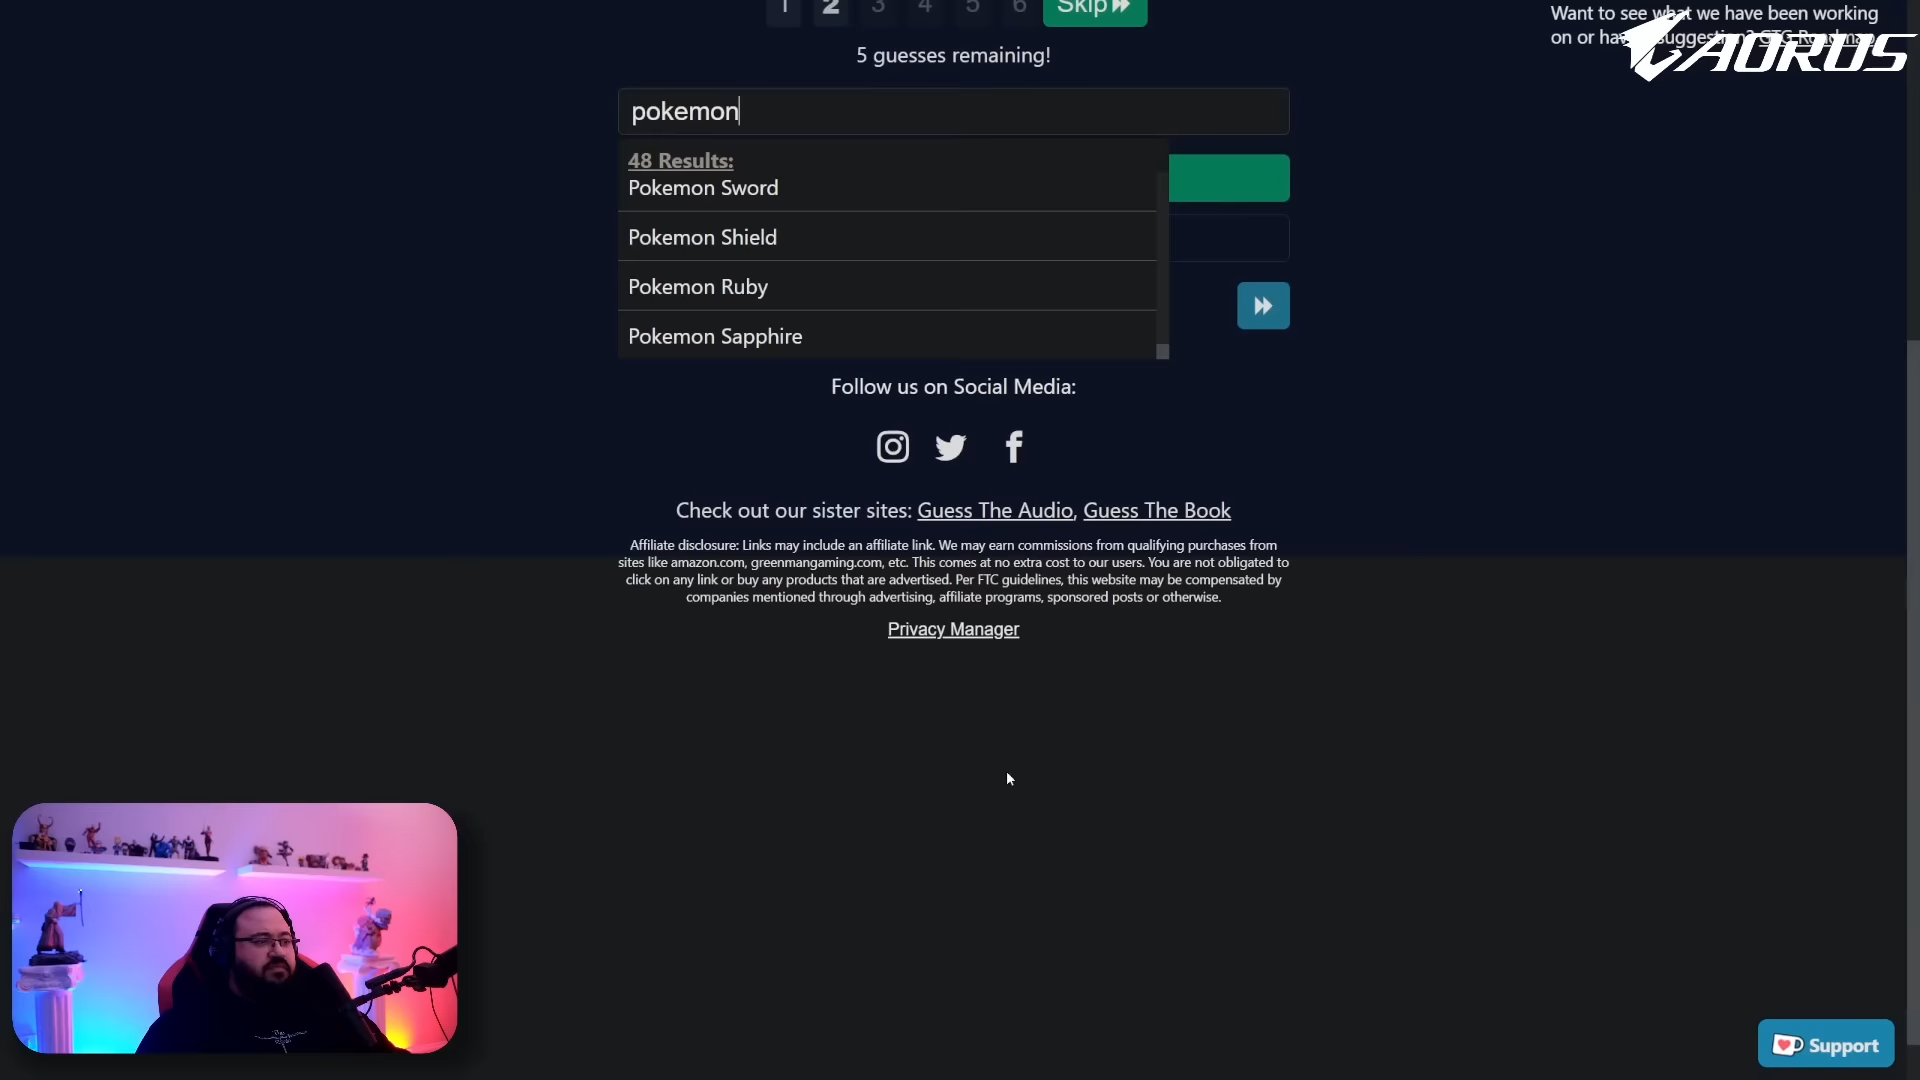 1 2 3 4 5 6 Skip
5 guesses remaining!
Want to see what we have been working
on or have suggestion? GTG Roadmap
AORUS
pokemon
48 Results:
Pokemon Sword
Pokemon Shield
Pokemon Ruby
Pokemon Sapphire
Follow us on Social Media:
Check out our sister sites: Guess The Audio, Guess The Book
Affiliate disclosure: Links may include an affiliate link. We may earn commissions from qualifying purchases from
sites like amazon.com, greenmangaming.com, etc. This comes at no extra cost to our users. You are not obligated to
click on any link or buy any products that are advertised. Per FTC guidelines, this website may be compensated by
companies mentioned through advertising, affiliate programs, sponsored posts or otherwise.
Privacy Manager
Support